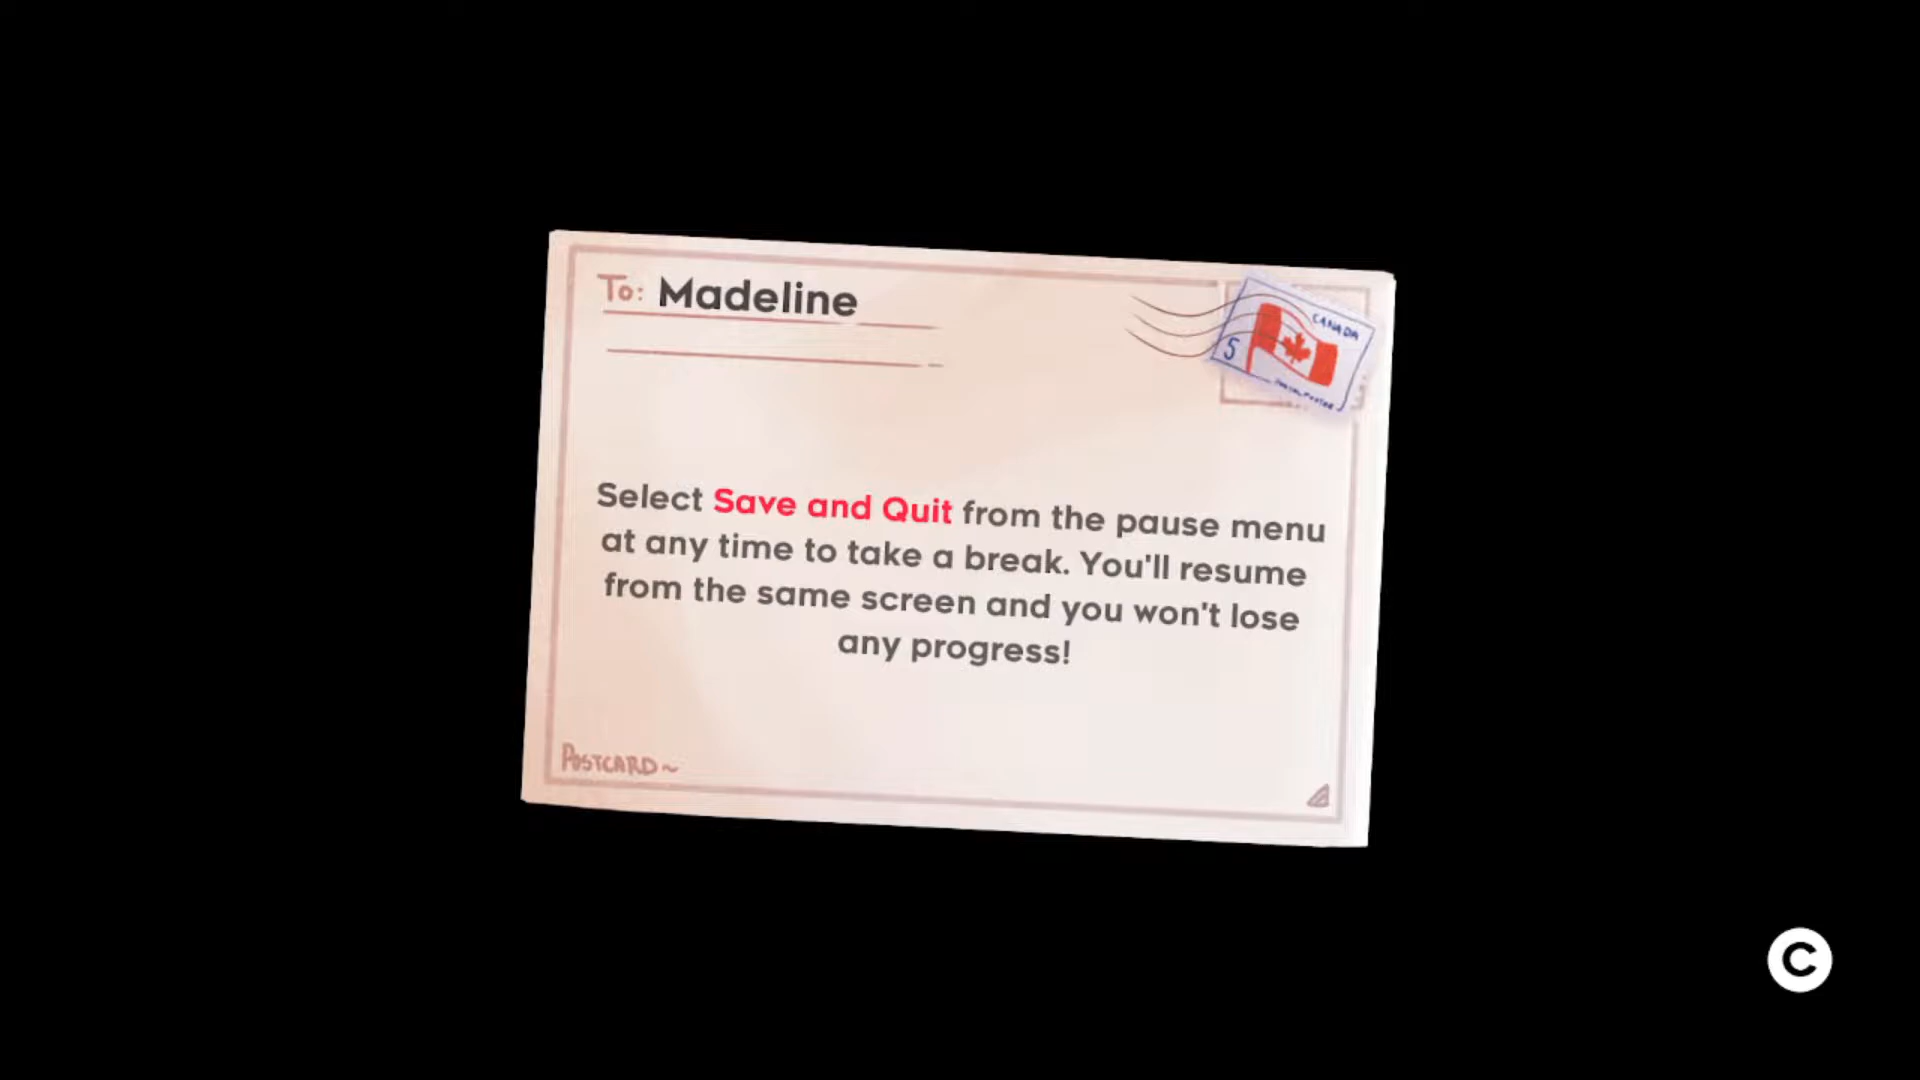 To: Madeline
CANADA
5
Select Save and Quit from the pause menu
at any time to take a break. You'll resume
from the same screen and you won't lose
any progress!
POSTCARD~
C